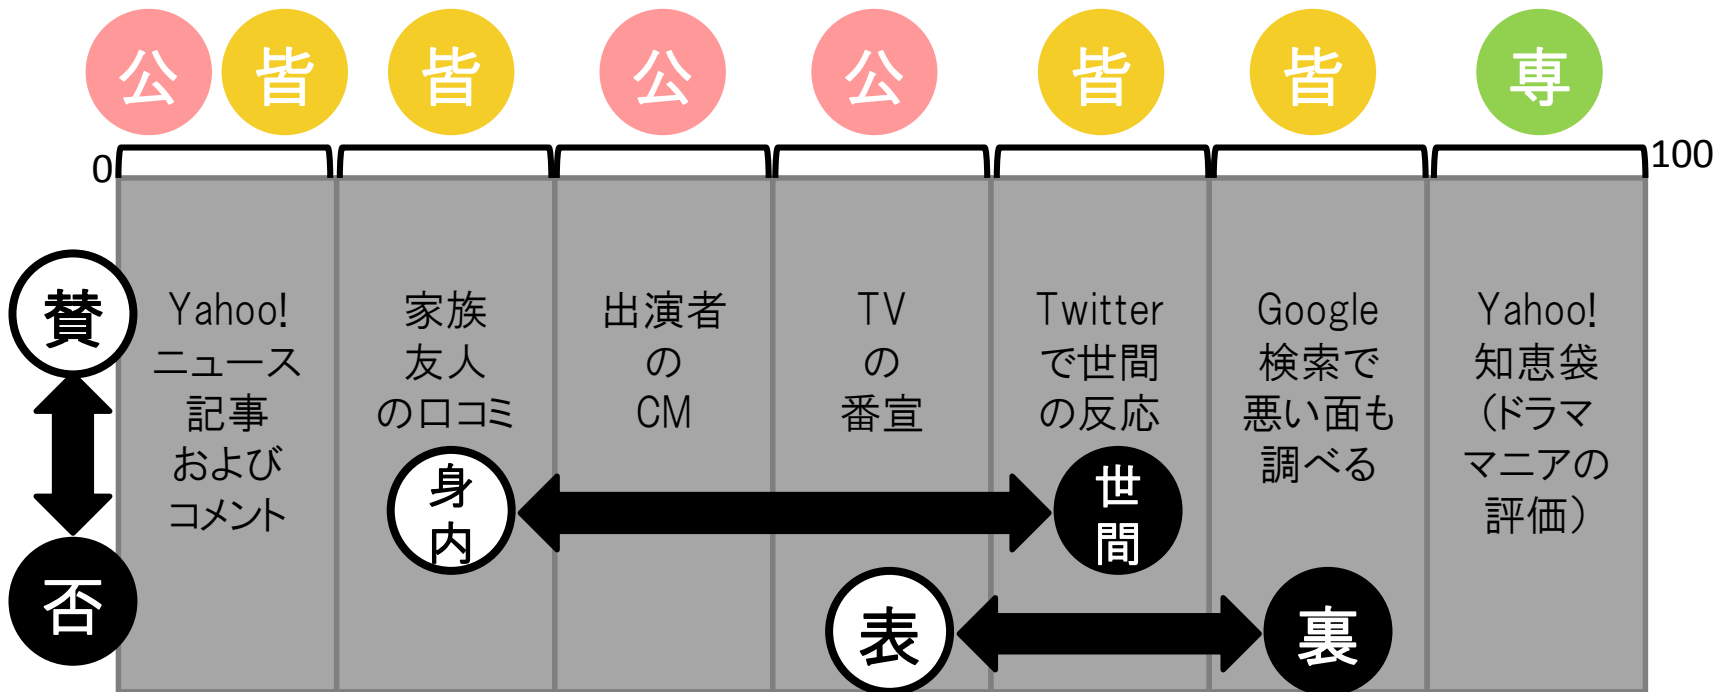 公 皆 皆 公 公 皆 皆 専
0
100
賛
否
Yahoo!
ニュース
記事
および
コメント
家族
友人
の口コミ
身
内
出演者
の
CM
TV
の
番宣
表
Twitter
で世間
の反応
世
間
Google
検索で
悪い面も
調べる
裏
Yahoo!
知恵袋
（ドラマ
マニアの
評価）